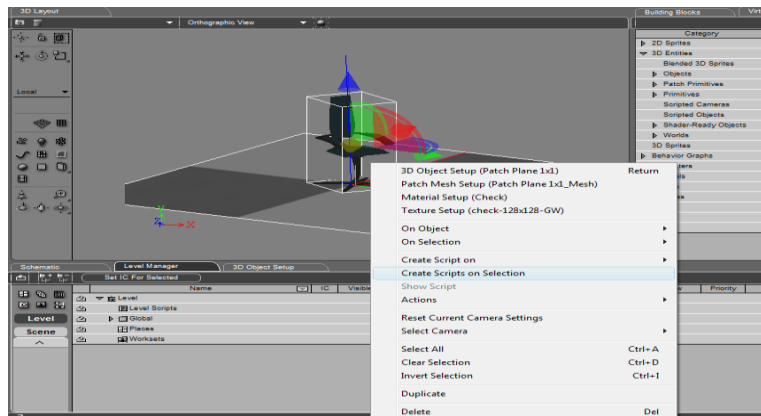 3D Layout
Building Blocks
Orthographic View
Category
2D Sprites
3D Entities
Blended 3D Sprites
Objects
Patch Primitives
Primitives
Scripted Cameras
Scripted Objects
Shader-Ready Objects
Worlds
3D Sprites
Behavior Graphs
Local
3D Object Setup (Patch Plane 1x1) Return
Patch Mesh Setup (Patch Plane 1x1_Mesh)
Material Setup (Check)
Texture Setup (check-128x128-GW)
On Object
On Selection
Create Script on
Create Scripts on Selection
Show Script
Actions
Reset Current Camera Settings
Select Camera
Select All Ctrl+A
Clear Selection Ctrl+D
Invert Selection Ctrl+I
Duplicate
Delete Del
Z X
Schematic Level Manager 3D Object Setup
Set IC For Selected
Name IC Visible Priority
Level
Level Scripts
Global
Places
Worksets
Level
Scene